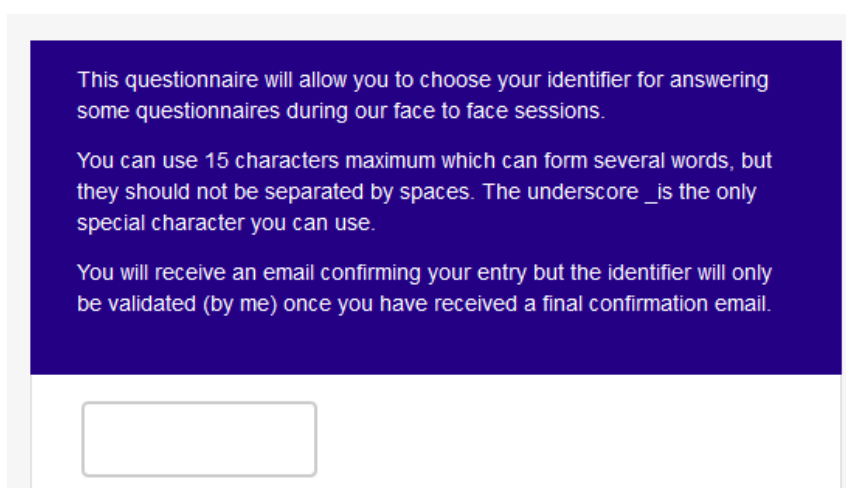 This questionnaire will allow you to choose your identifier for answering
some questionnaires during our face to face sessions.
You can use 15 characters maximum which can form several words, but
they should not be separated by spaces. The underscore _is the only
special character you can use.
You will receive an email confirming your entry but the identifier will only
be validated (by me) once you have received a final confirmation email.